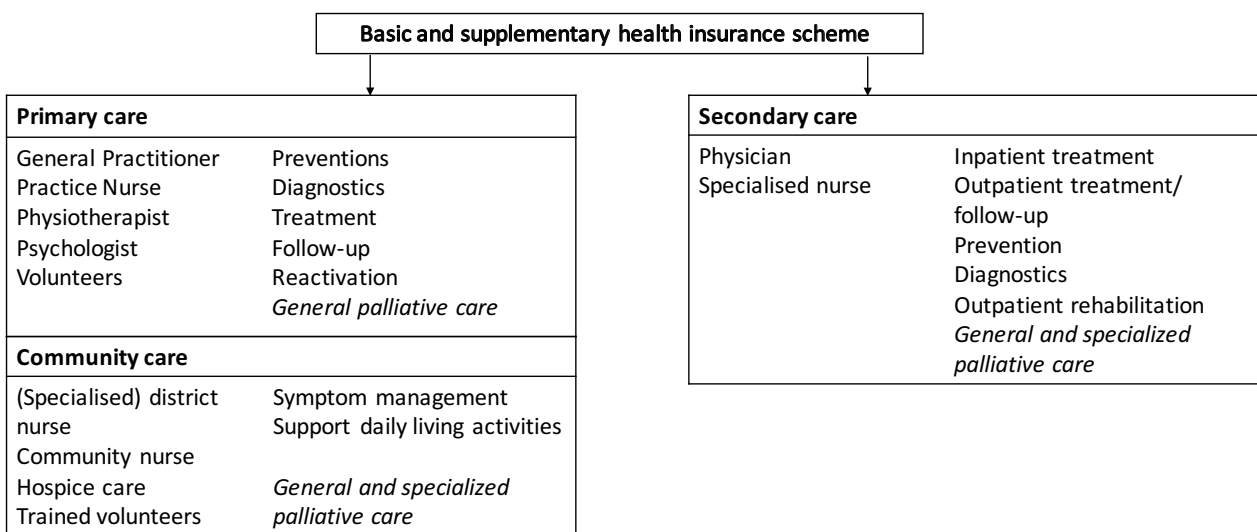 Basic and supplementary health insurance scheme
Primary care
General Practitioner Preventions
Practice Nurse Diagnostics
Physiotherapist Treatment
Psychologist Follow-up
Volunteers Reactivation
General palliative care
Community care
(Specialised) district Symptom management
nurse Support daily living activities
Community nurse
Hospice care General and specialized
Trained volunteers palliative care
Secondary care
Physician Inpatient treatment
Specialised nurse Outpatient treatment/
follow-up
Prevention
Diagnostics
Outpatient rehabilitation
General and specialized
palliative care